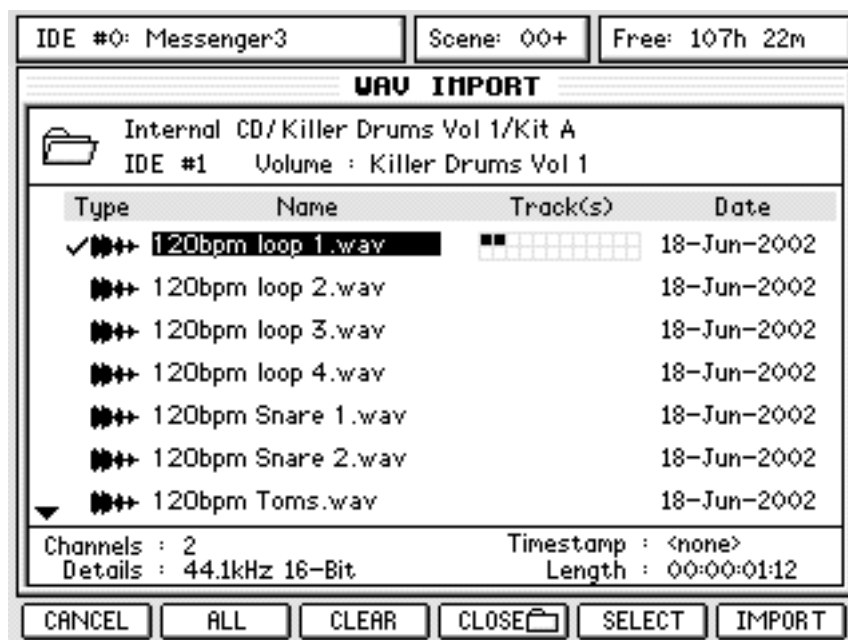 IDE #0: Messenger3 Scene: 00+ Free: 107h 22m
WAV IMPORT
Internal CD/Killer Drums Vol 1/Kit A
IDE #1 Volume : Killer Drums Vol 1
Type Name Track(s) Date
120bpm loop 1.wav 18-Jun-2002
120bpm loop 2.wav 18-Jun-2002
120bpm loop 3.wav 18-Jun-2002
120bpm loop 4.wav 18-Jun-2002
120bpm Snare 1.wav 18-Jun-2002
120bpm Snare 2.wav 18-Jun-2002
120bpm Toms.wav 18-Jun-2002
Channels : 2 Timestamp : <none>
Details : 44.1kHz 16-Bit Length : 00:00:01:12
CANCEL ALL CLEAR CLOSE SELECT IMPORT